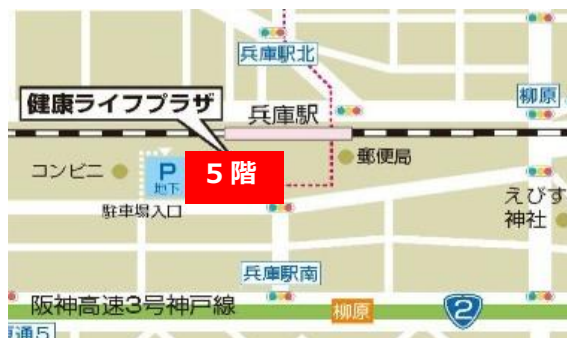 兵庫駅北
柳原
健康ライフプラザ
兵庫駅
コンビニ
P
地下
5階
郵便局
駐車場入口
えびす
神社
兵庫駅南
阪神高速3号神戸線
柳原
2
通5